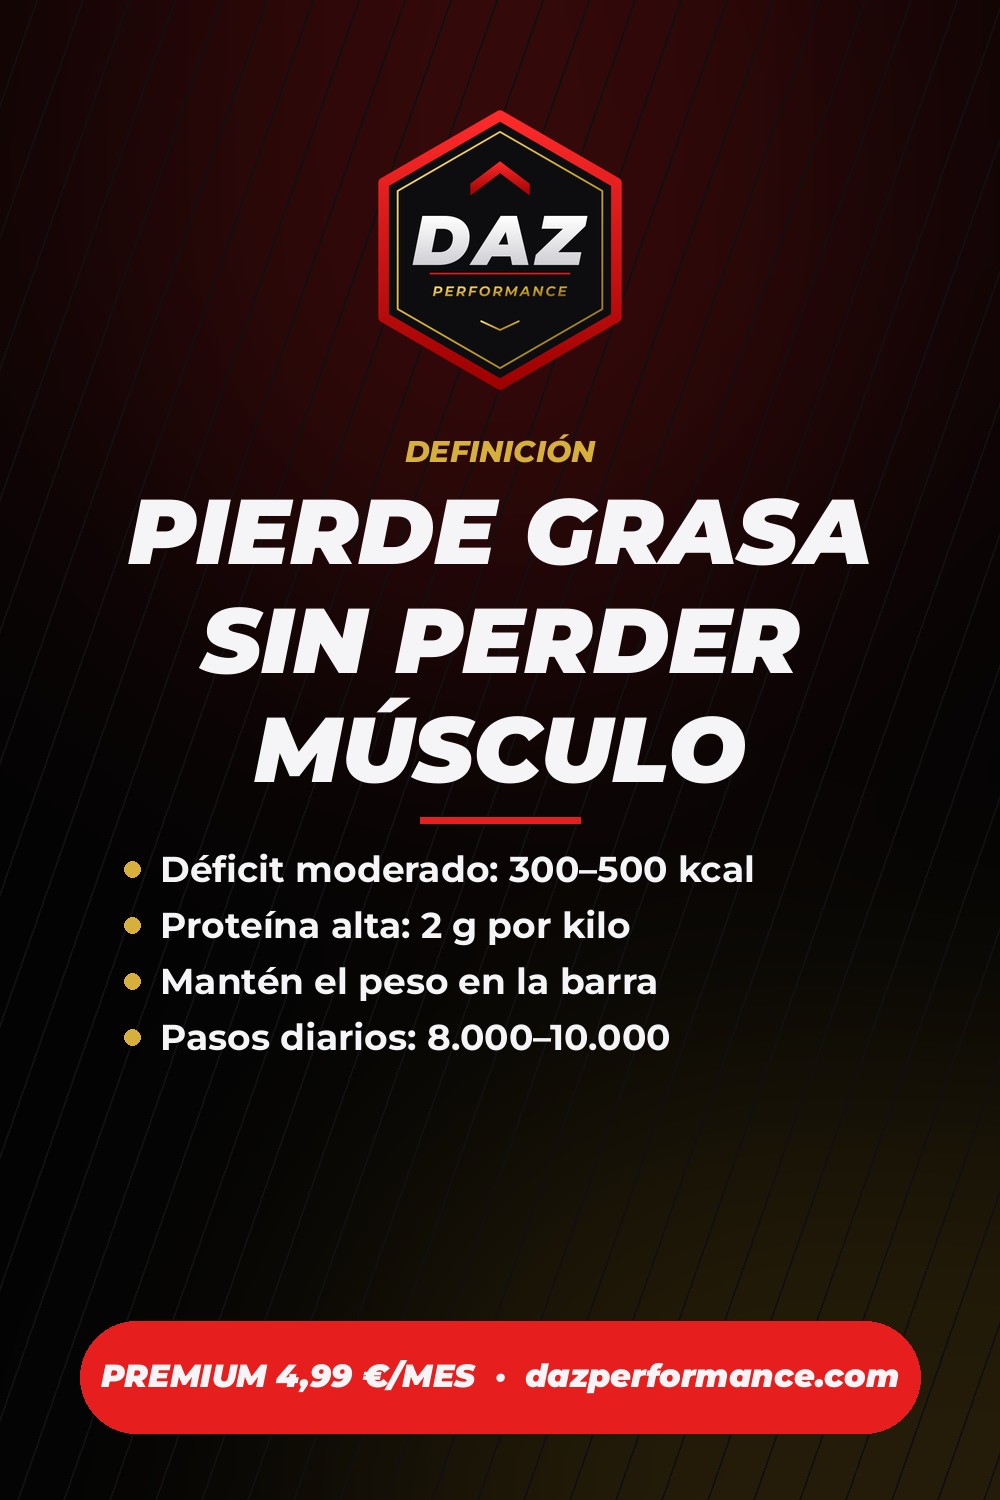 DAZ
PERFORMANCE
DEFINICIÓN
PIERDE GRASA
SIN PERDER
MÚSCULO
Déficit moderado: 300–500 kcal
Proteína alta: 2 g por kilo
Mantén el peso en la barra
Pasos diarios: 8.000–10.000
PREMIUM 4,99 €/MES · dazperformance.com